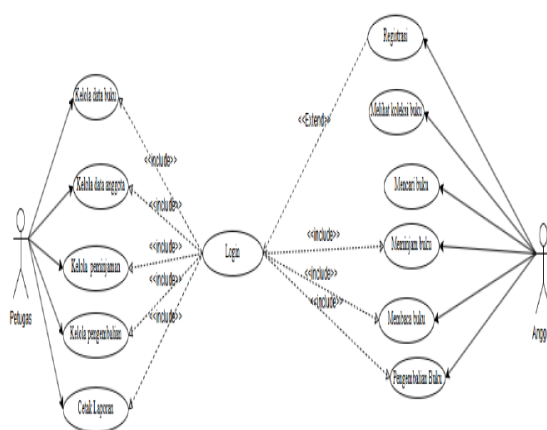 Registrasi
Kelola data buku
Melihat koleksi buku
<<Extend>>
<<include>>
Kelola data anggota
Mencari buku
<<include>>
<<include>>
Meminjam buku
<<include>>
Login
Kelola peminjaman
<<include>>
<<include>>
<<include>>
Petugas
Kelola pengembalian
<<include>>
Membaca buku
Angg
Pengembalian Buku
Cetak Laporan